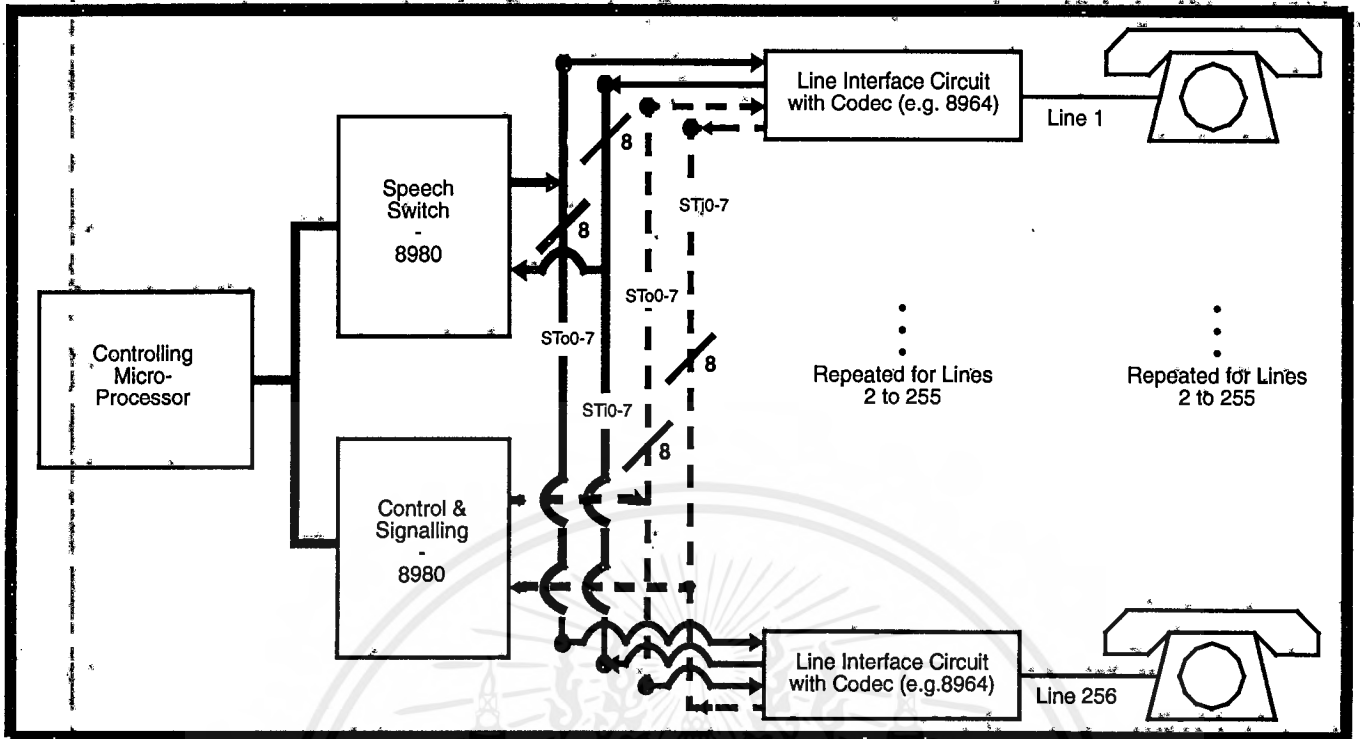 Line Interface Circuit
with Codec (e.g. 8964)
Line 1
8
Speech
Switch
-
8980
8
STi0-7
STo0-7
STo0-7
Controlling
Micro-
Processor
8
Repeated for Lines
2 to 255
Repeated for Lines
2 to 255
STi0-7
8
Control &
Signalling
-
8980
Line Interface Circuit
with Codec (e.g.8964)
Line 256